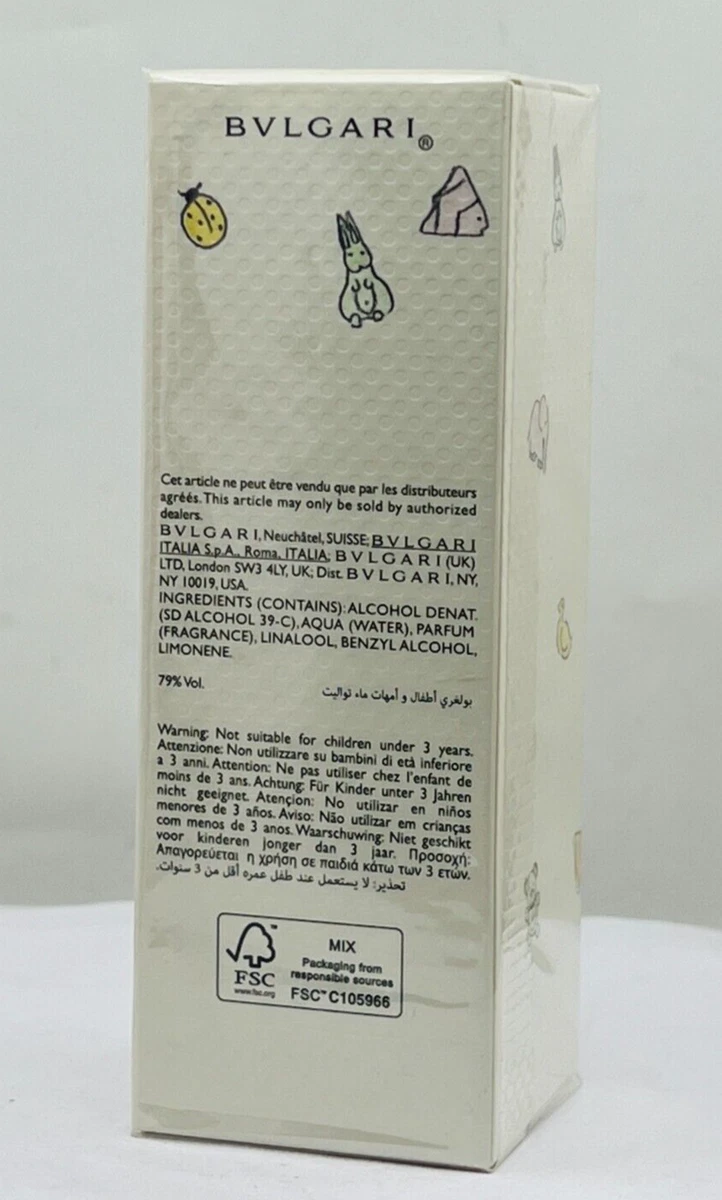 BVLGARI®
Cet article ne peut être vendu que par les distributeurs
agréés. This article may only be sold by authorized
dealers.
BVLGARI, Neuchâtel, SUISSE; BVLGARI
ITALIA S.p.A., Roma, ITALIA; BVLGARI (UK)
LTD, London SW3 4LY, UK; Dist. BVLGARI, NY,
NY 10019, USA.
INGREDIENTS (CONTAINS): ALCOHOL DENAT.
(SD ALCOHOL 39-C), AQUA (WATER), PARFUM
(FRAGRANCE), LINALOOL, BENZYL ALCOHOL,
LIMONENE.
79% Vol.
بولغري أطفال و أمهات ماء تواليت
Warning: Not suitable for children under 3 years.
Attenzione: Non utilizzare su bambini di età inferiore
a 3 anni. Attention: Ne pas utiliser chez l'enfant de
moins de 3 ans. Achtung: Für Kinder unter 3 Jahren
nicht geeignet. Atencion: No utilizar en niños
menores de 3 años. Aviso: Não utilizar em crianças
com menos de 3 anos. Waarschuwing: Niet geschikt
voor kinderen jonger dan 3 jaar. Προσοχή:
Απαγορεύεται η χρήση σε παιδιά κάτω των 3 ετών.
تحذير: لا يستعمل عند طفل عمره أقل من 3 سنوات.
FSC™
www.fsc.org
MIX
Packaging from
responsible sources
FSC™ C105966